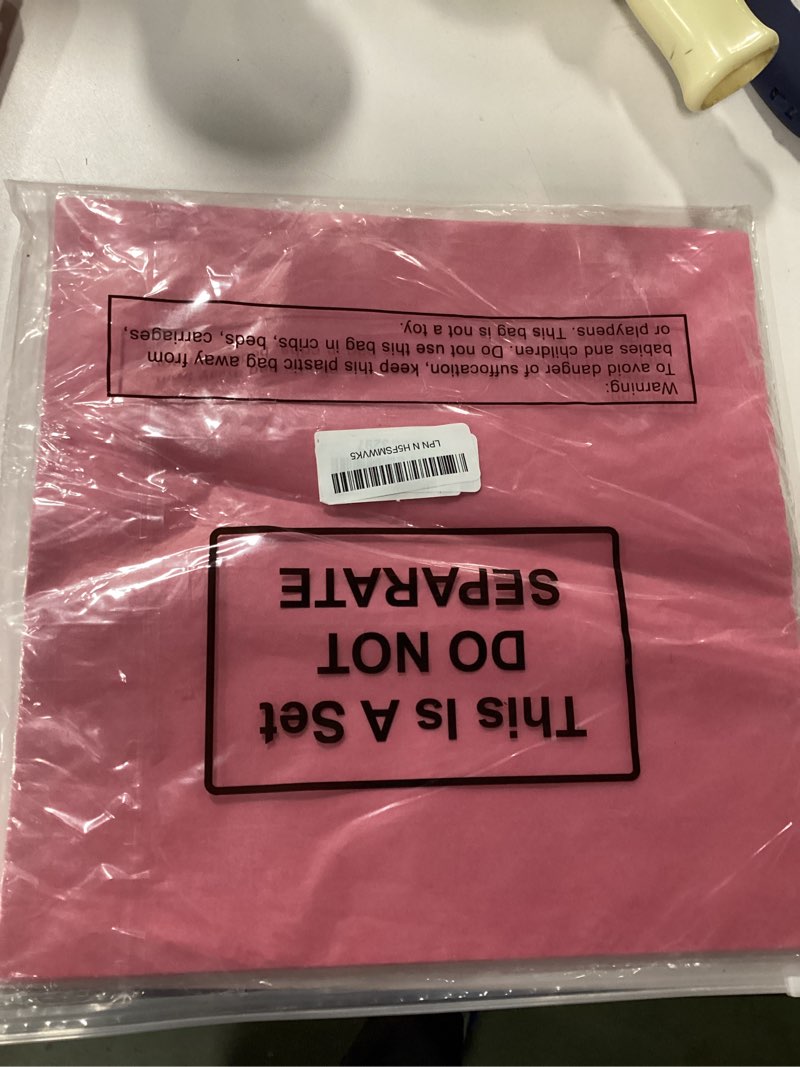 This Is A Set
DO NOT
SEPARATE
LPN N H5FSMWVK5
Warning:
To avoid danger of suffocation, keep this plastic bag away from
babies and children. Do not use this bag in cribs, beds, carriages,
or playpens. This bag is not a toy.